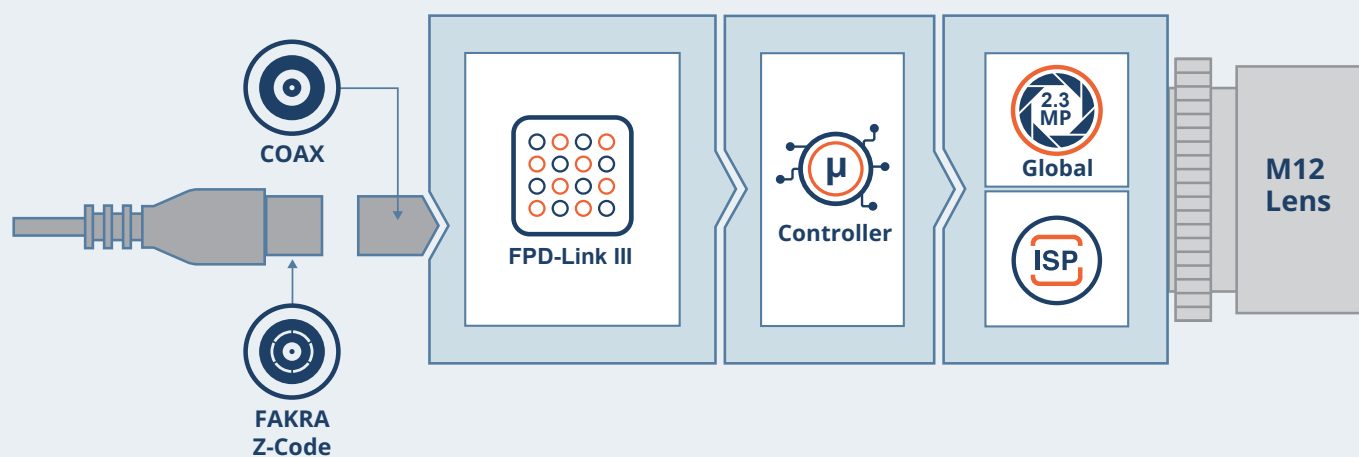 COAX
FAKRA
Z-Code
FPD-Link III
µ
Controller
2.3
MP
Global
ISP
M12
Lens